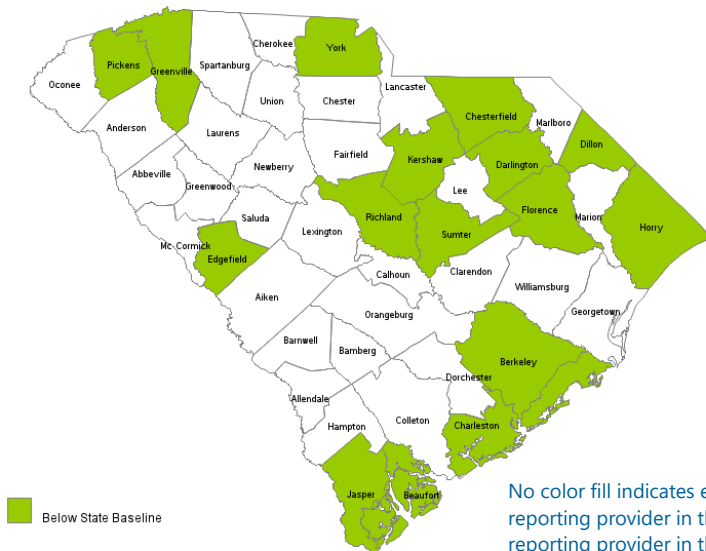 Cherokee
York
Spartanburg
Pickens
Greenville
Oconee
Lancaster
Union
Chester
Chesterfield
Marlboro
Anderson
Laurens
Dillon
Fairfield
Kershaw
Darlington
Newberry
Abbeville
Greenwood
Lee
Florence
Richland
Marion
Saluda
Horry
Lexington
Sumter
Mc Cormick
Edgefield
Calhoun
Clarendon
Williamsburg
Aiken
Orangeburg
Georgetown
Barnwell
Bamberg
Berkeley
Dorchester
Allendale
Colleton
Charleston
Hampton
Jasper
Beaufort
Below State Baseline
No color fill indicates
reporting provider in
reporting provider in